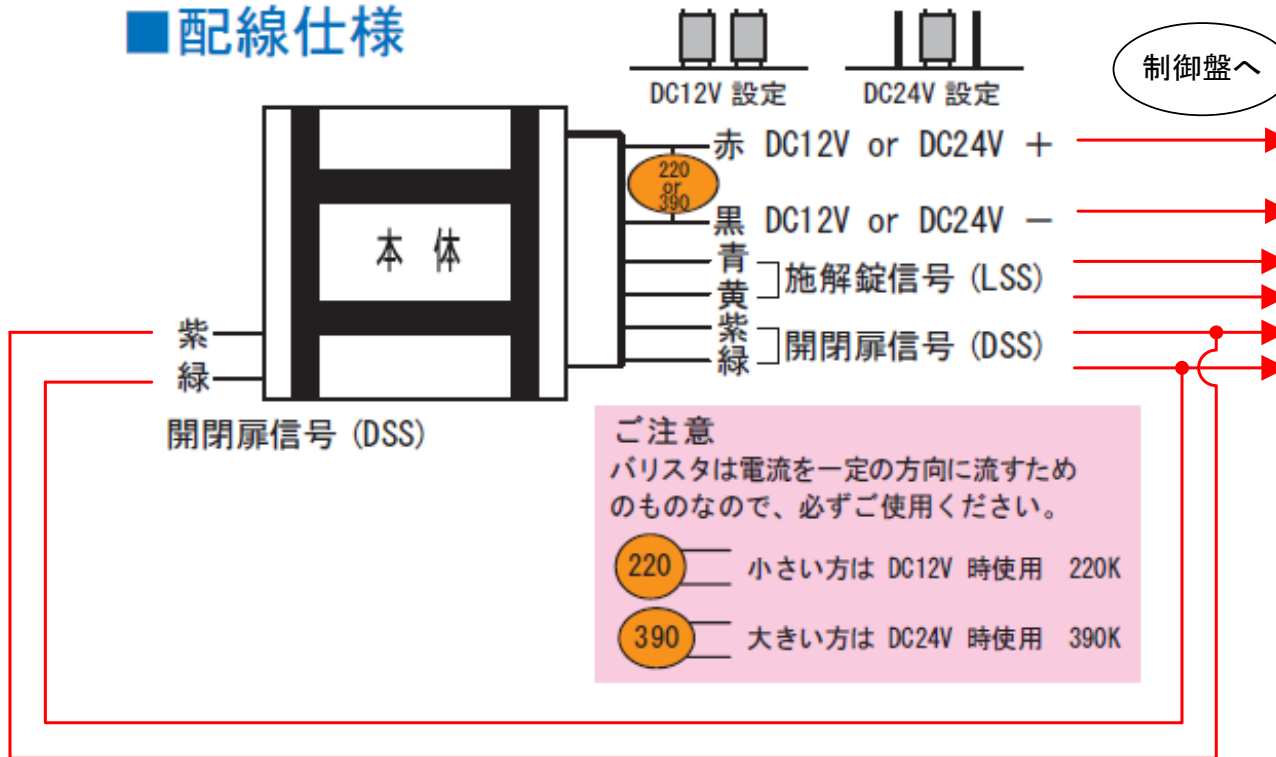 ■配線仕様
DC12V 設定
DC24V 設定
制御盤へ
赤 DC12V or DC24V ＋
220
or
390
黒 DC12V or DC24V －
本体
青
黄
施解錠信号 (LSS)
紫
緑
開閉扉信号 (DSS)
紫
緑
開閉扉信号 (DSS)
ご注意
バリスタは電流を一定の方向に流すため
のものなので、必ずご使用ください。
220 小さい方は DC12V 時使用 220K
390 大きい方は DC24V 時使用 390K